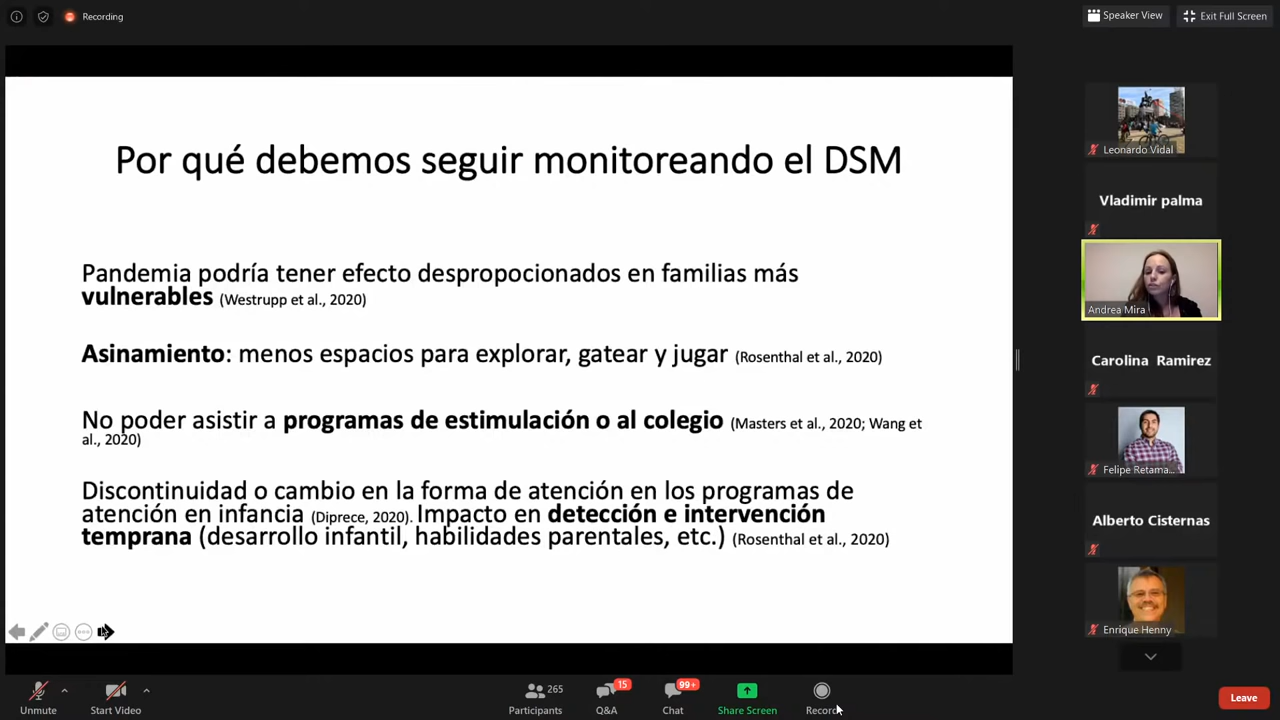 Recording
Speaker View
Exit Full Screen
Por qué debemos seguir monitoreando el DSM
Pandemia podría tener efecto despropocionados en familias más
vulnerables (Westrupp et al., 2020)
Asinamiento: menos espacios para explorar, gatear y jugar (Rosenthal et al., 2020)
No poder asistir a programas de estimulación o al colegio (Masters et al., 2020; Wang et
al., 2020)
Discontinuidad o cambio en la forma de atención en los programas de
atención en infancia (Diprece, 2020). Impacto en detección e intervención
temprana (desarrollo infantil, habilidades parentales, etc.) (Rosenthal et al., 2020)
Leonardo Vidal
Vladimir palma
Andrea Mira
Carolina Ramirez
Felipe Retama...
Alberto Cisternas
Enrique Henny
Unmute
Start Video
265
Participants
15
Q&A
99+
Chat
Share Screen
Record
Leave